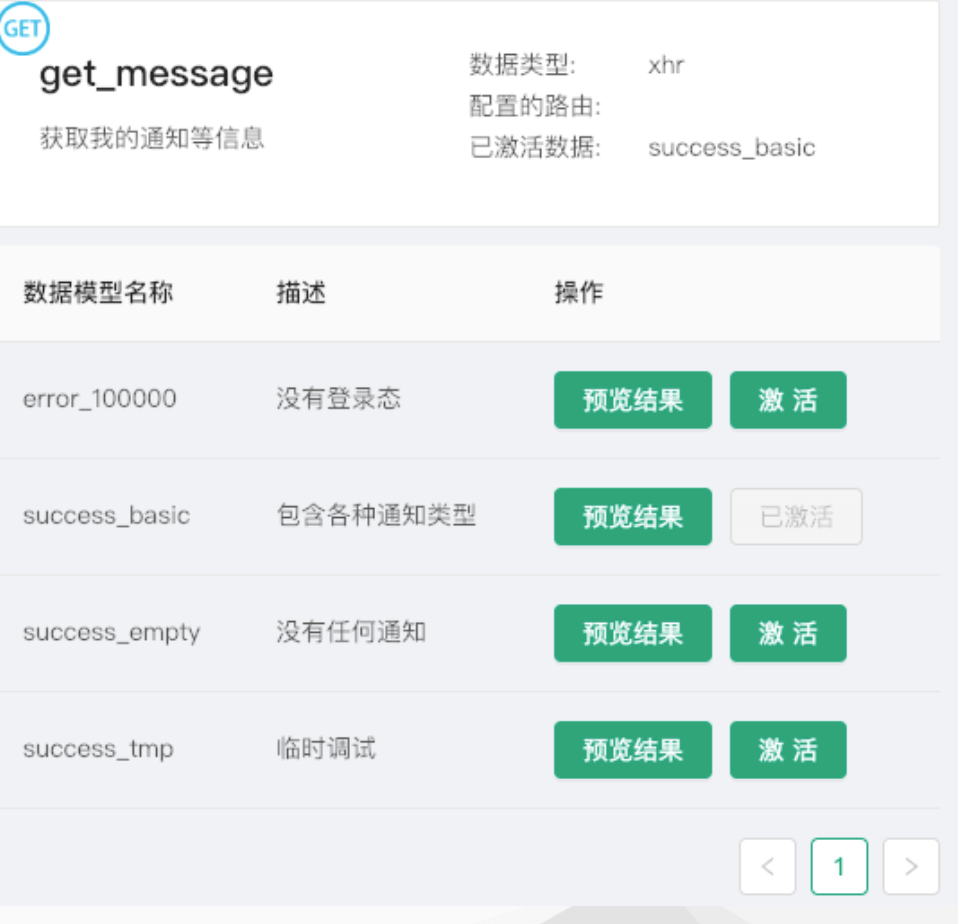 GET
get_message
获取我的通知等信息
数据类型: xhr
配置的路由:
已激活数据: success_basic
数据模型名称 描述 操作
error_100000 没有登录态 预览结果 激 活
success_basic 包含各种通知类型 预览结果 已激活
success_empty 没有任何通知 预览结果 激 活
success_tmp 临时调试 预览结果 激 活
< 1 >